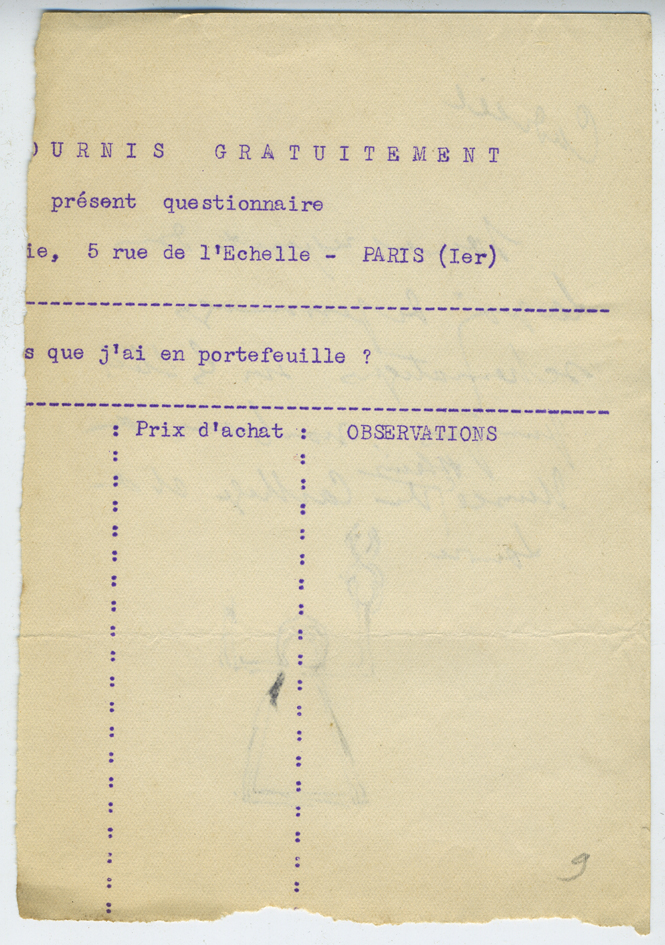 OURNIS GRATUITEMENT
présent questionnaire
ie, 5 rue de l'Echelle - PARIS (Ier)
s que j'ai en portefeuille ?
: Prix d'achat : OBSERVATIONS
9